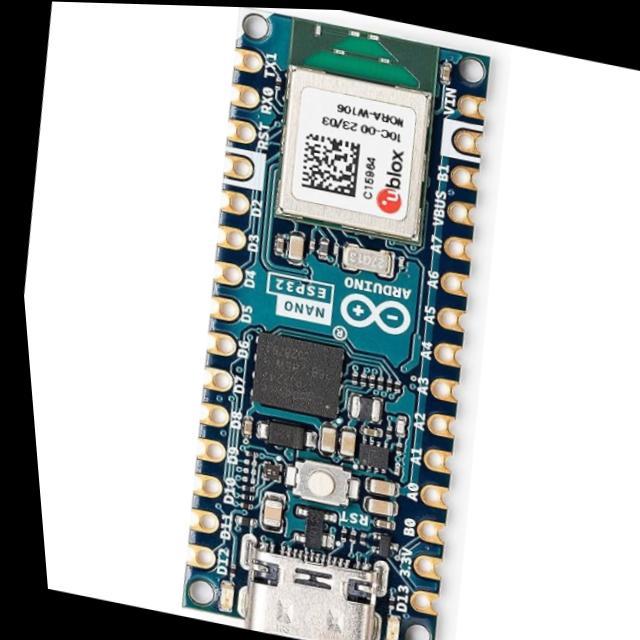 TX1
RX0
RST
D2
D3
D4
D5
D6
D7
D8
D9
D10
D11
D12
NORA-W106
10C-00 23/03
C15964
ublox
ARDUINO
NANO
ESP32
®
RST
VIN
B1
VBUS
A7
A6
A5
A4
A3
A2
A1
A0
B0
3.3V
D13